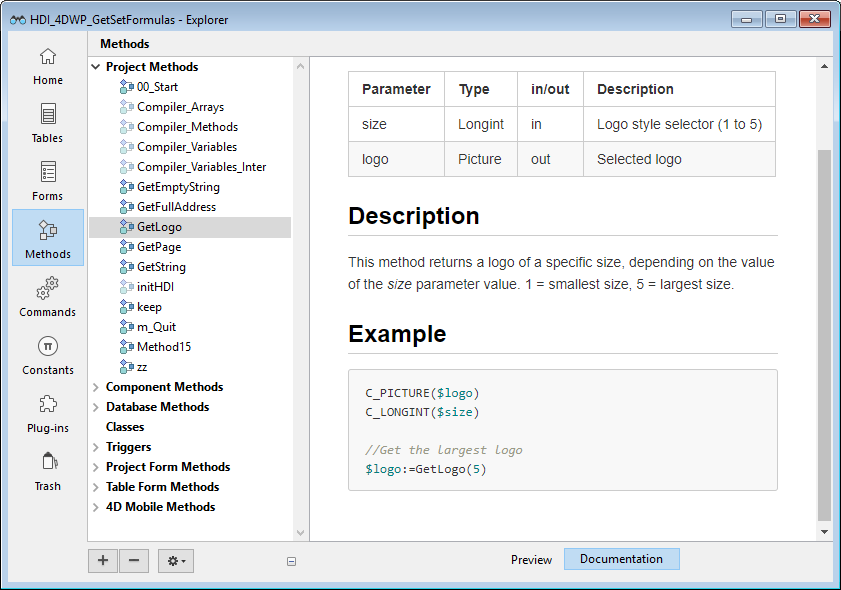 HDI_4DWP_GetSetFormulas - Explorer
Home
Tables
Forms
Methods
Commands
Constants
π
Plug-ins
Trash
Methods
Project Methods
00_Start
Compiler_Arrays
Compiler_Methods
Compiler_Variables
Compiler_Variables_Inter
GetEmptyString
GetFullAddress
GetLogo
GetPage
GetString
initHDI
keep
m_Quit
Method15
zz
Component Methods
Database Methods
Classes
Triggers
Project Form Methods
Table Form Methods
4D Mobile Methods
Parameter Type in/out Description
size Longint in Logo style selector (1 to 5)
logo Picture out Selected logo
Description
This method returns a logo of a specific size, depending on the value
of the size parameter value. 1 = smallest size, 5 = largest size.
Example
C_PICTURE($logo)
C_LONGINT($size)
//Get the largest logo
$logo:=GetLogo(5)
Preview Documentation